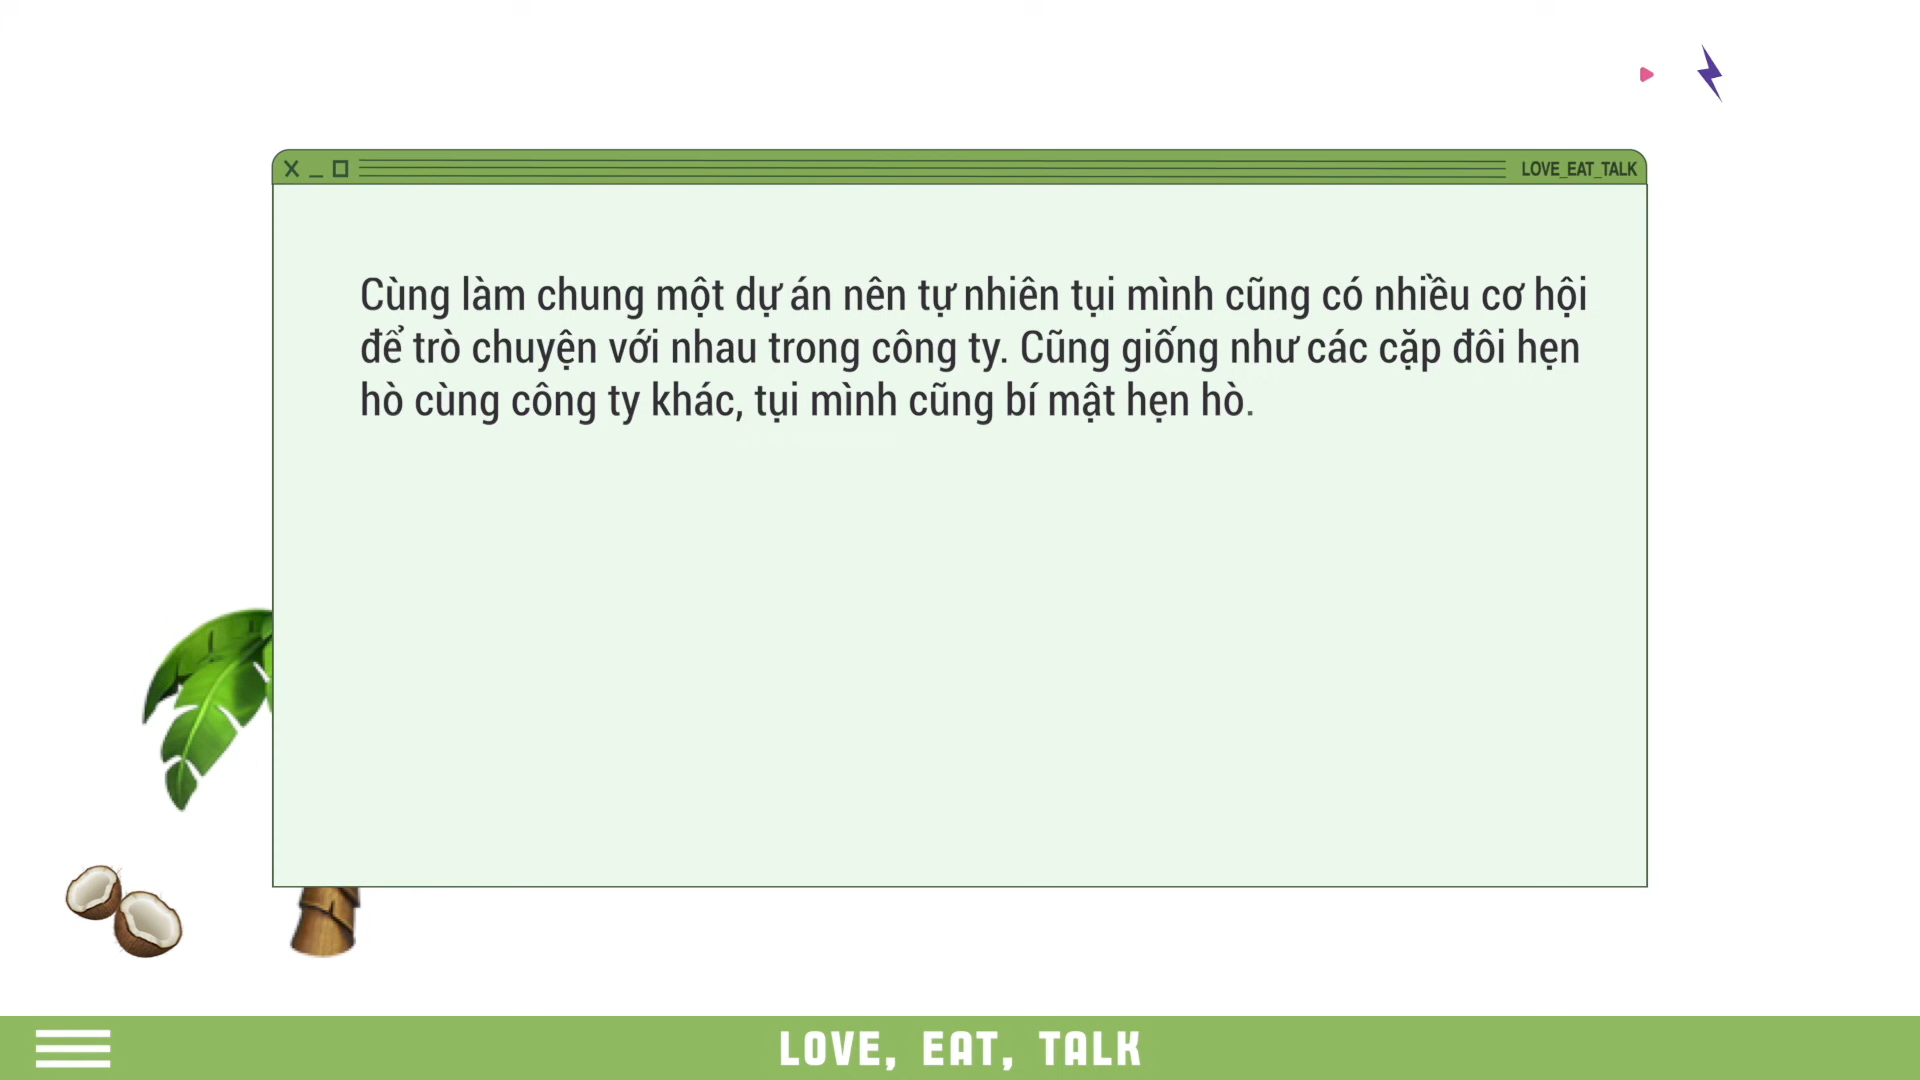 LOVE_EAT_TALK
Cùng làm chung một dự án nên tự nhiên tụi mình cũng có nhiều cơ hội
để trò chuyện với nhau trong công ty. Cũng giống như các cặp đôi hẹn
hò cùng công ty khác, tụi mình cũng bí mật hẹn hò.
LOVE, EAT, TALK